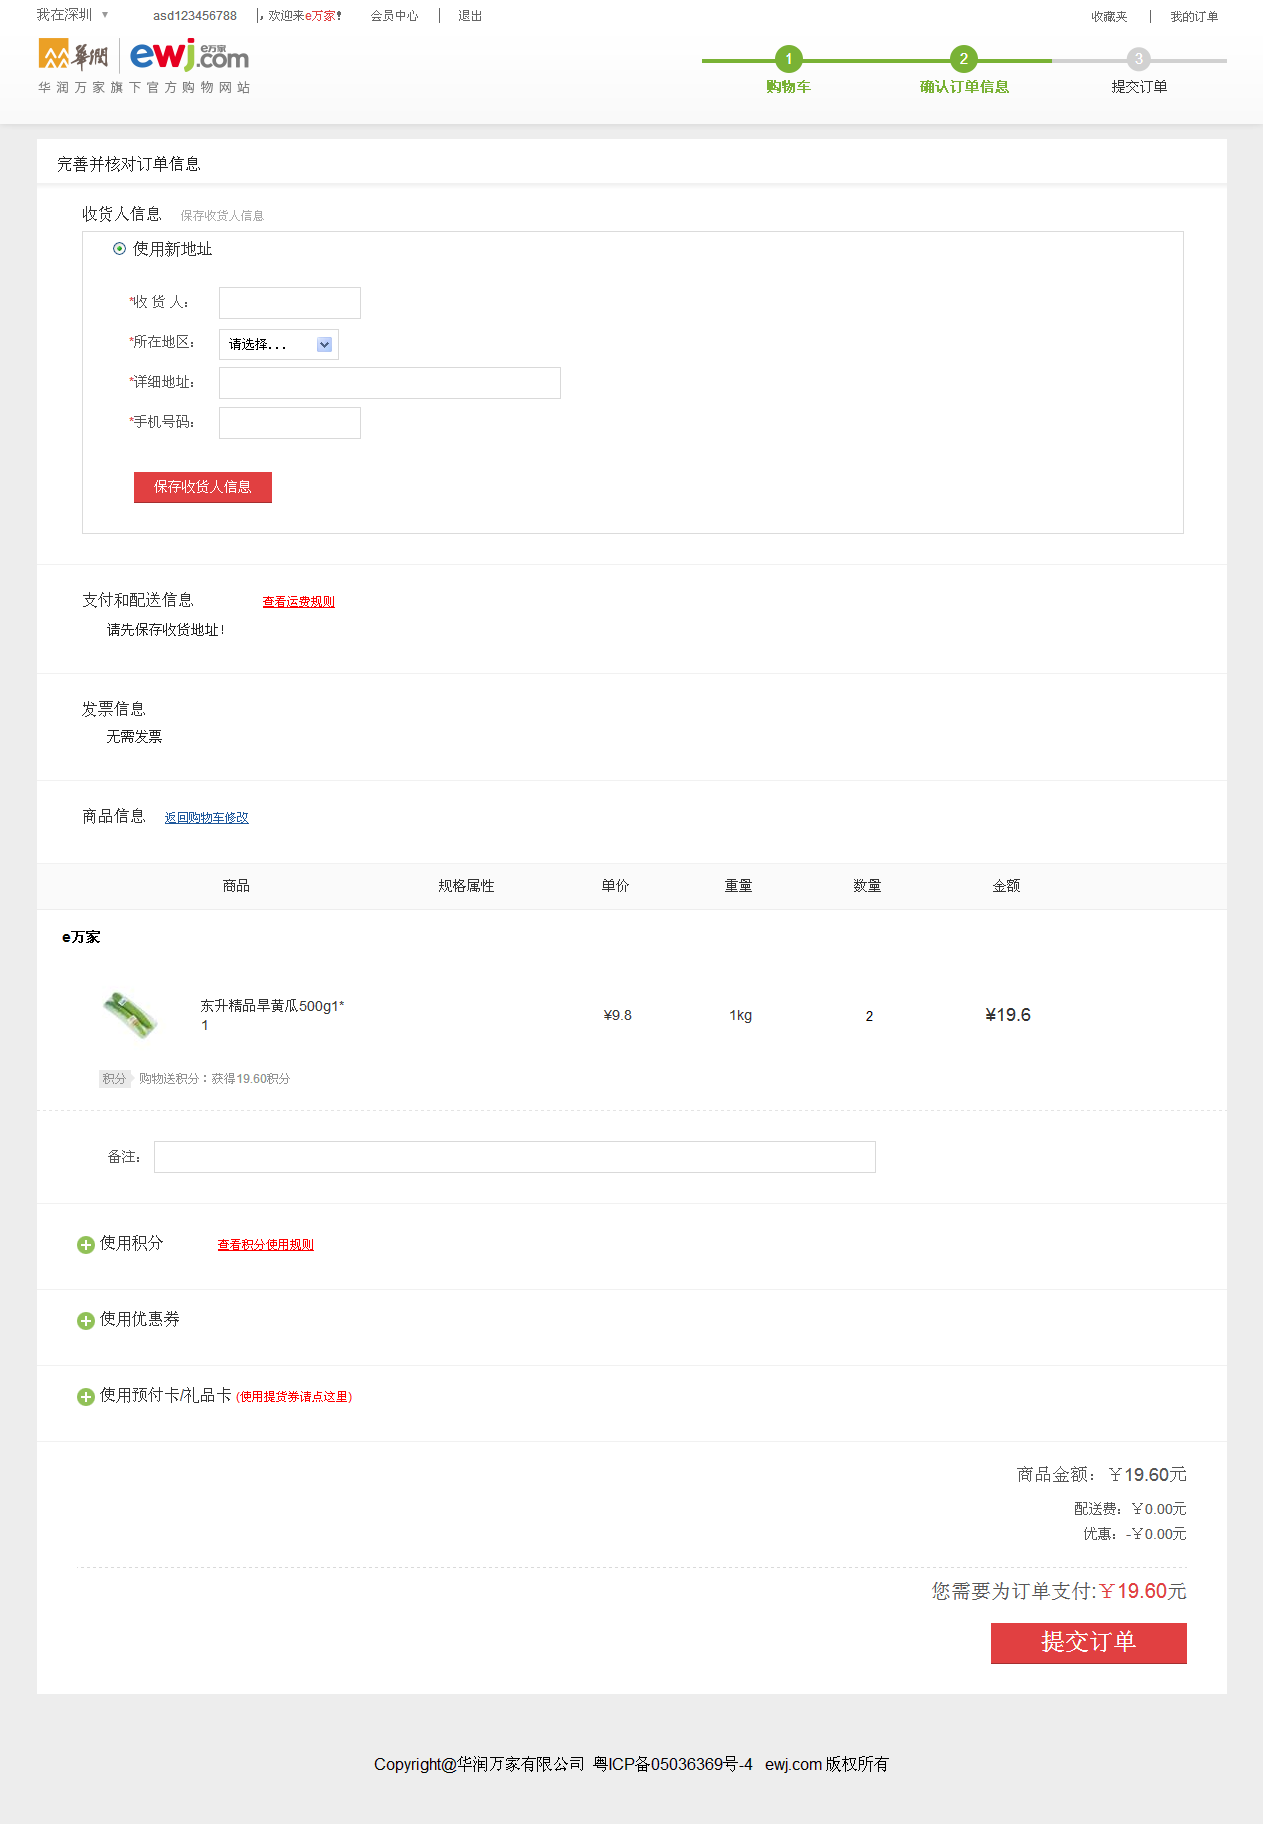 我在深圳 ▼ asd123456788 |，欢迎来e万家！ 会员中心 | 退出 收藏夹 | 我的订单
華润 ewj.com e万家
华润万家旗下官方购物网站
1 2 3
购物车 确认订单信息 提交订单
完善并核对订单信息
收货人信息 保存收货人信息
使用新地址
*收 货 人：
*所在地区： 请选择...
*详细地址：
*手机号码：
保存收货人信息
支付和配送信息 查看运费规则
请先保存收货地址！
发票信息
无需发票
商品信息 返回购物车修改
商品 规格属性 单价 重量 数量 金额
e万家
东升精品旱黄瓜500g1*
1
¥9.8 1kg 2 ¥19.6
积分 购物送积分：获得19.60积分
备注：
使用积分 查看积分使用规则
使用优惠券
使用预付卡/礼品卡 (使用提货券请点这里)
商品金额：￥19.60元
配送费：￥0.00元
优惠：-￥0.00元
您需要为订单支付:￥19.60元
提交订单
Copyright@华润万家有限公司 粤ICP备05036369号-4 ewj.com 版权所有